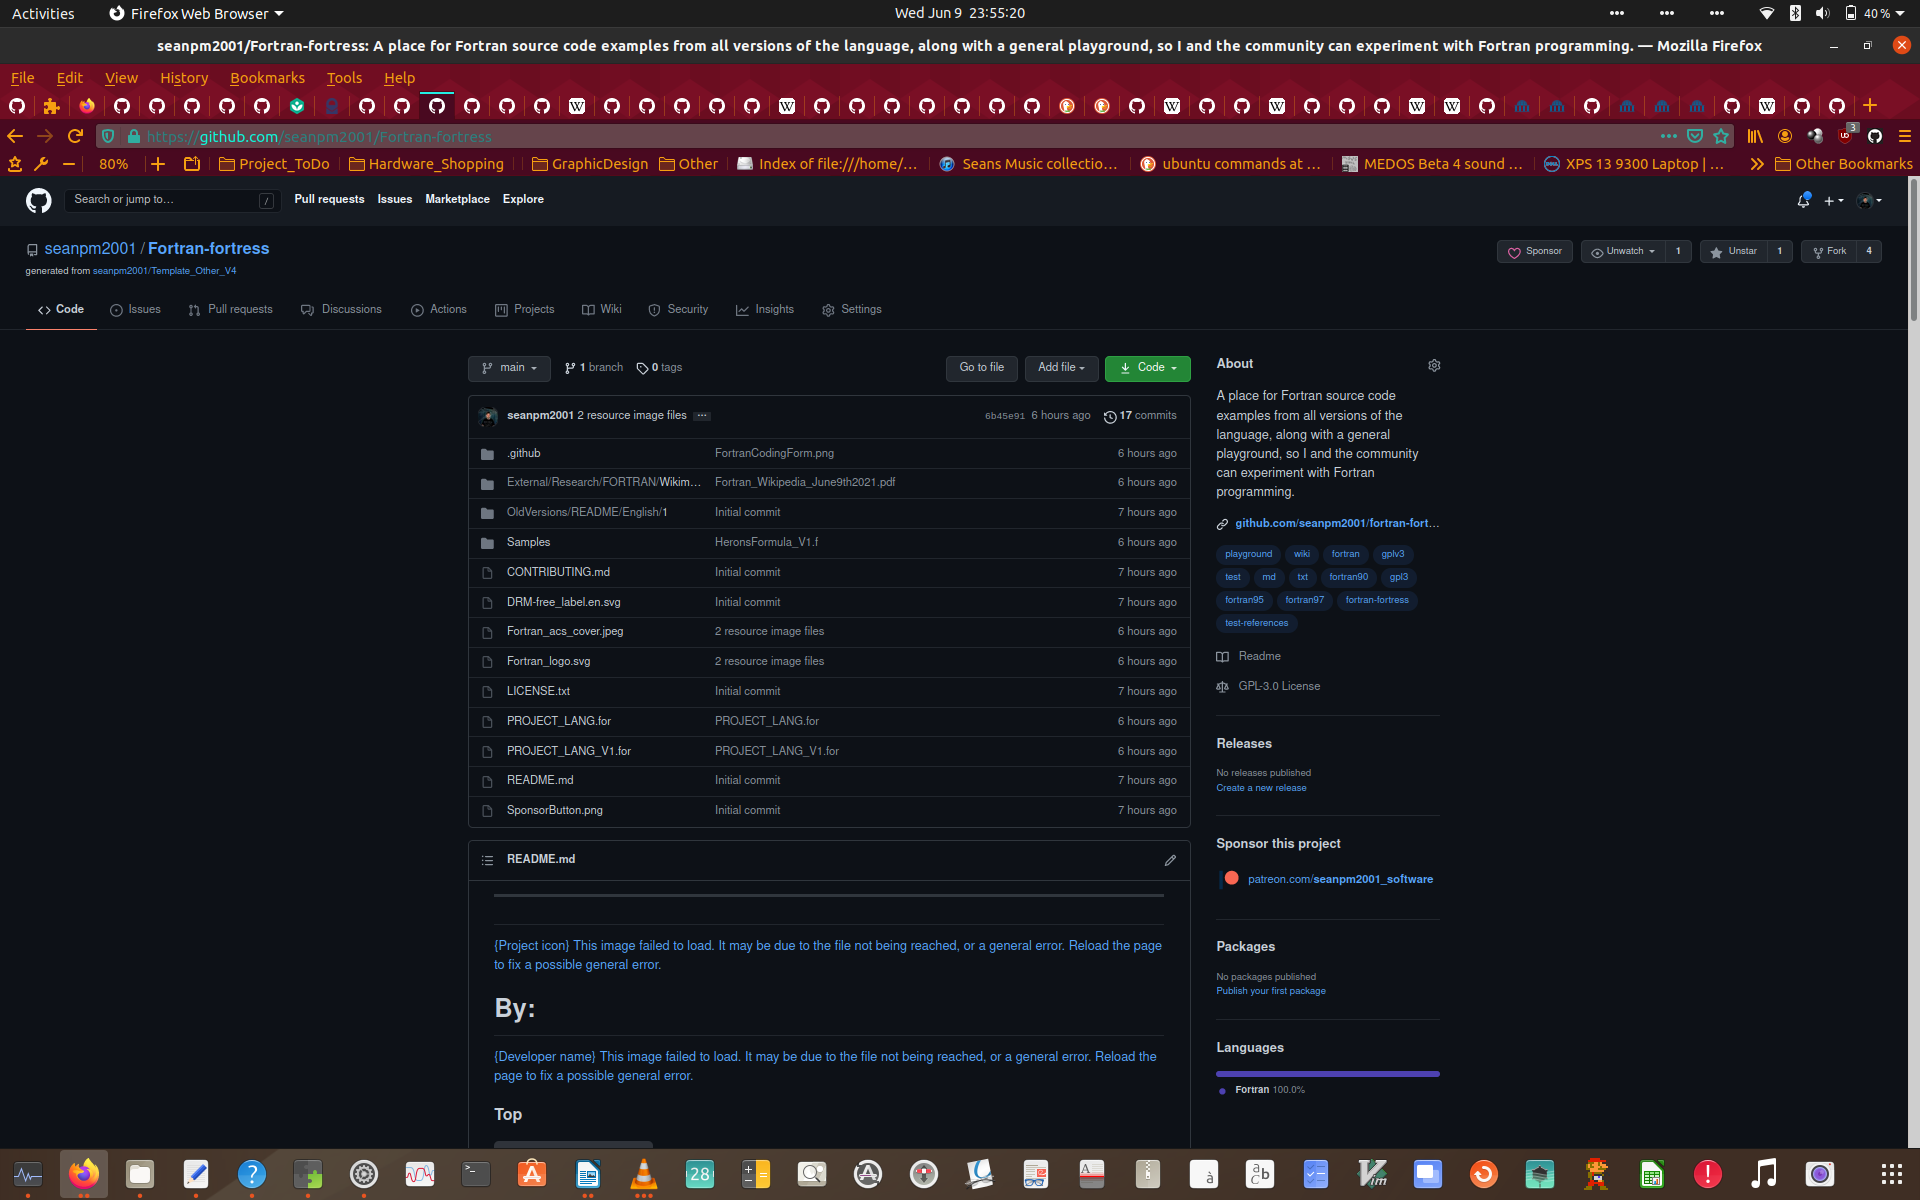 Activities
Firefox Web Browser
Wed Jun 9 23:55:20
40 %
seanpm2001/Fortran-fortress: A place for Fortran source code examples from all versions of the language, along with a general playground, so I and the community can experiment with Fortran programming. — Mozilla Firefox
File Edit View History Bookmarks Tools Help
https://github.com/seanpm2001/Fortran-fortress
3
80%
Project_ToDo
Hardware_Shopping
GraphicDesign
Other
Index of file:///home/...
Seans Music collectio...
ubuntu commands at ...
MEDOS Beta 4 sound ...
XPS 13 9300 Laptop | ...
Other Bookmarks
Search or jump to...
/
Pull requests Issues Marketplace Explore
seanpm2001 / Fortran-fortress
generated from seanpm2001/Template_Other_V4
Sponsor
Unwatch 1
Unstar 1
Fork 4
Code
Issues
Pull requests
Discussions
Actions
Projects
Wiki
Security
Insights
Settings
main
1 branch
0 tags
Go to file
Add file
Code
seanpm2001 2 resource image files
6b45e91 6 hours ago
17 commits
.github FortranCodingForm.png 6 hours ago
External/Research/FORTRAN/Wikim... Fortran_Wikipedia_June9th2021.pdf 6 hours ago
OldVersions/README/English/1 Initial commit 7 hours ago
Samples HeronsFormula_V1.f 6 hours ago
CONTRIBUTING.md Initial commit 7 hours ago
DRM-free_label.en.svg Initial commit 7 hours ago
Fortran_acs_cover.jpeg 2 resource image files 6 hours ago
Fortran_logo.svg 2 resource image files 6 hours ago
LICENSE.txt Initial commit 7 hours ago
PROJECT_LANG.for PROJECT_LANG.for 6 hours ago
PROJECT_LANG_V1.for PROJECT_LANG_V1.for 6 hours ago
README.md Initial commit 7 hours ago
SponsorButton.png Initial commit 7 hours ago
README.md
{Project icon} This image failed to load. It may be due to the file not being reached, or a general error. Reload the page
to fix a possible general error.
By:
{Developer name} This image failed to load. It may be due to the file not being reached, or a general error. Reload the
page to fix a possible general error.
Top
About
A place for Fortran source code
examples from all versions of the
language, along with a general
playground, so I and the community
can experiment with Fortran
programming.
github.com/seanpm2001/fortran-fort...
playground wiki fortran gplv3
test md txt fortran90 gpl3
fortran95 fortran97 fortran-fortress
test-references
Readme
GPL-3.0 License
Releases
No releases published
Create a new release
Sponsor this project
patreon.com/seanpm2001_software
Packages
No packages published
Publish your first package
Languages
Fortran 100.0%
28